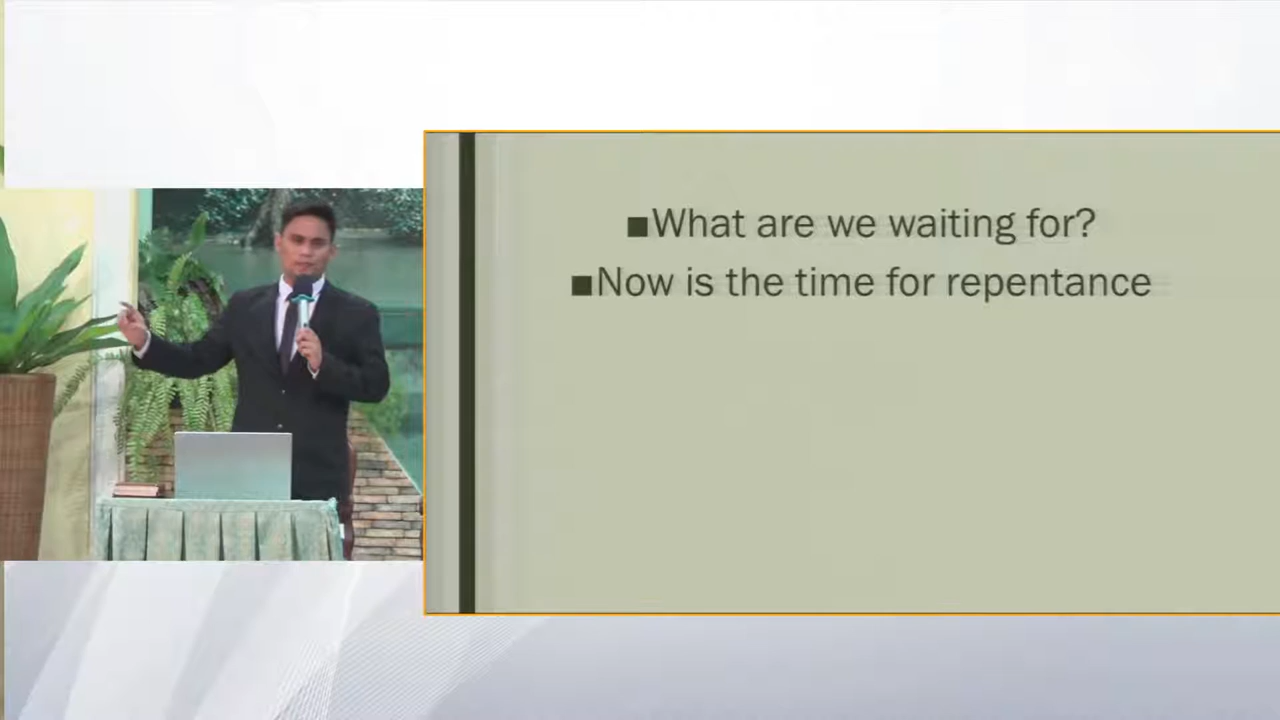 ■What are we waiting for?
■Now is the time for repentance